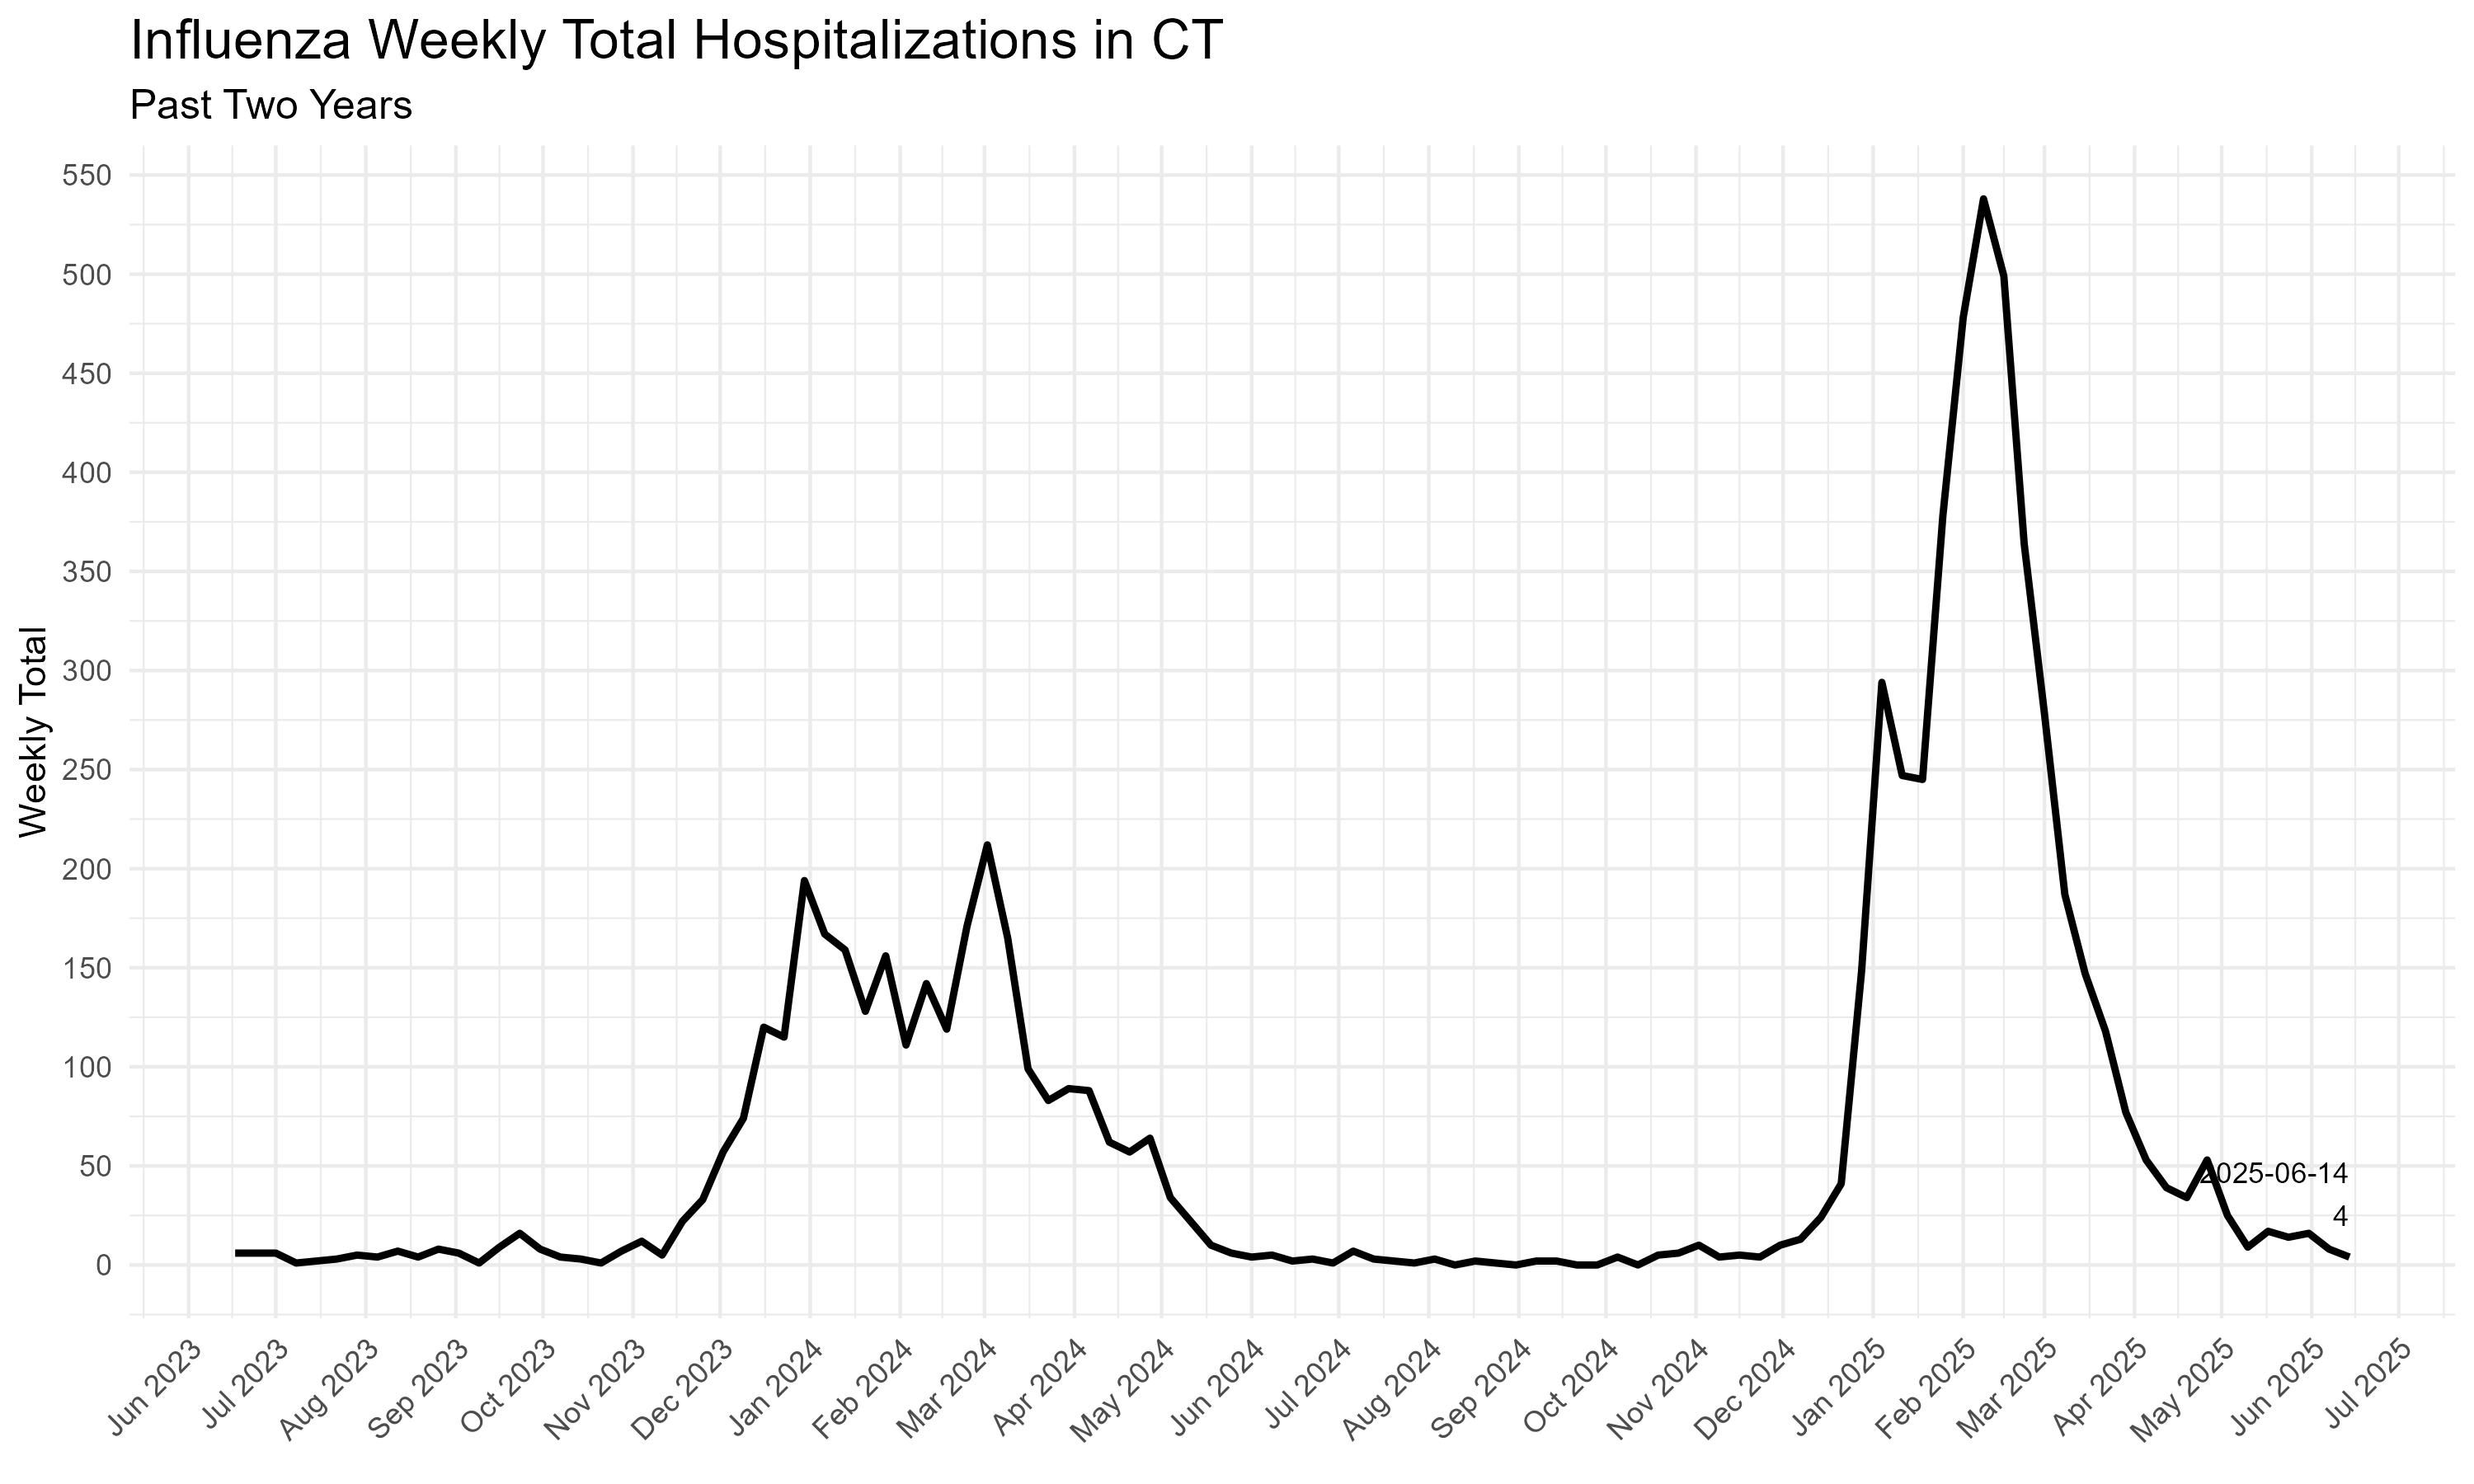 Influenza Weekly Total Hospitalizations in CT
Past Two Years
Weekly Total
550
500
450
400
350
300
250
200
150
100
50
0
2025-06-14
4
Jun 2023
Jul 2023
Aug 2023
Sep 2023
Oct 2023
Nov 2023
Dec 2023
Jan 2024
Feb 2024
Mar 2024
Apr 2024
May 2024
Jun 2024
Jul 2024
Aug 2024
Sep 2024
Oct 2024
Nov 2024
Dec 2024
Jan 2025
Feb 2025
Mar 2025
Apr 2025
May 2025
Jun 2025
Jul 2025